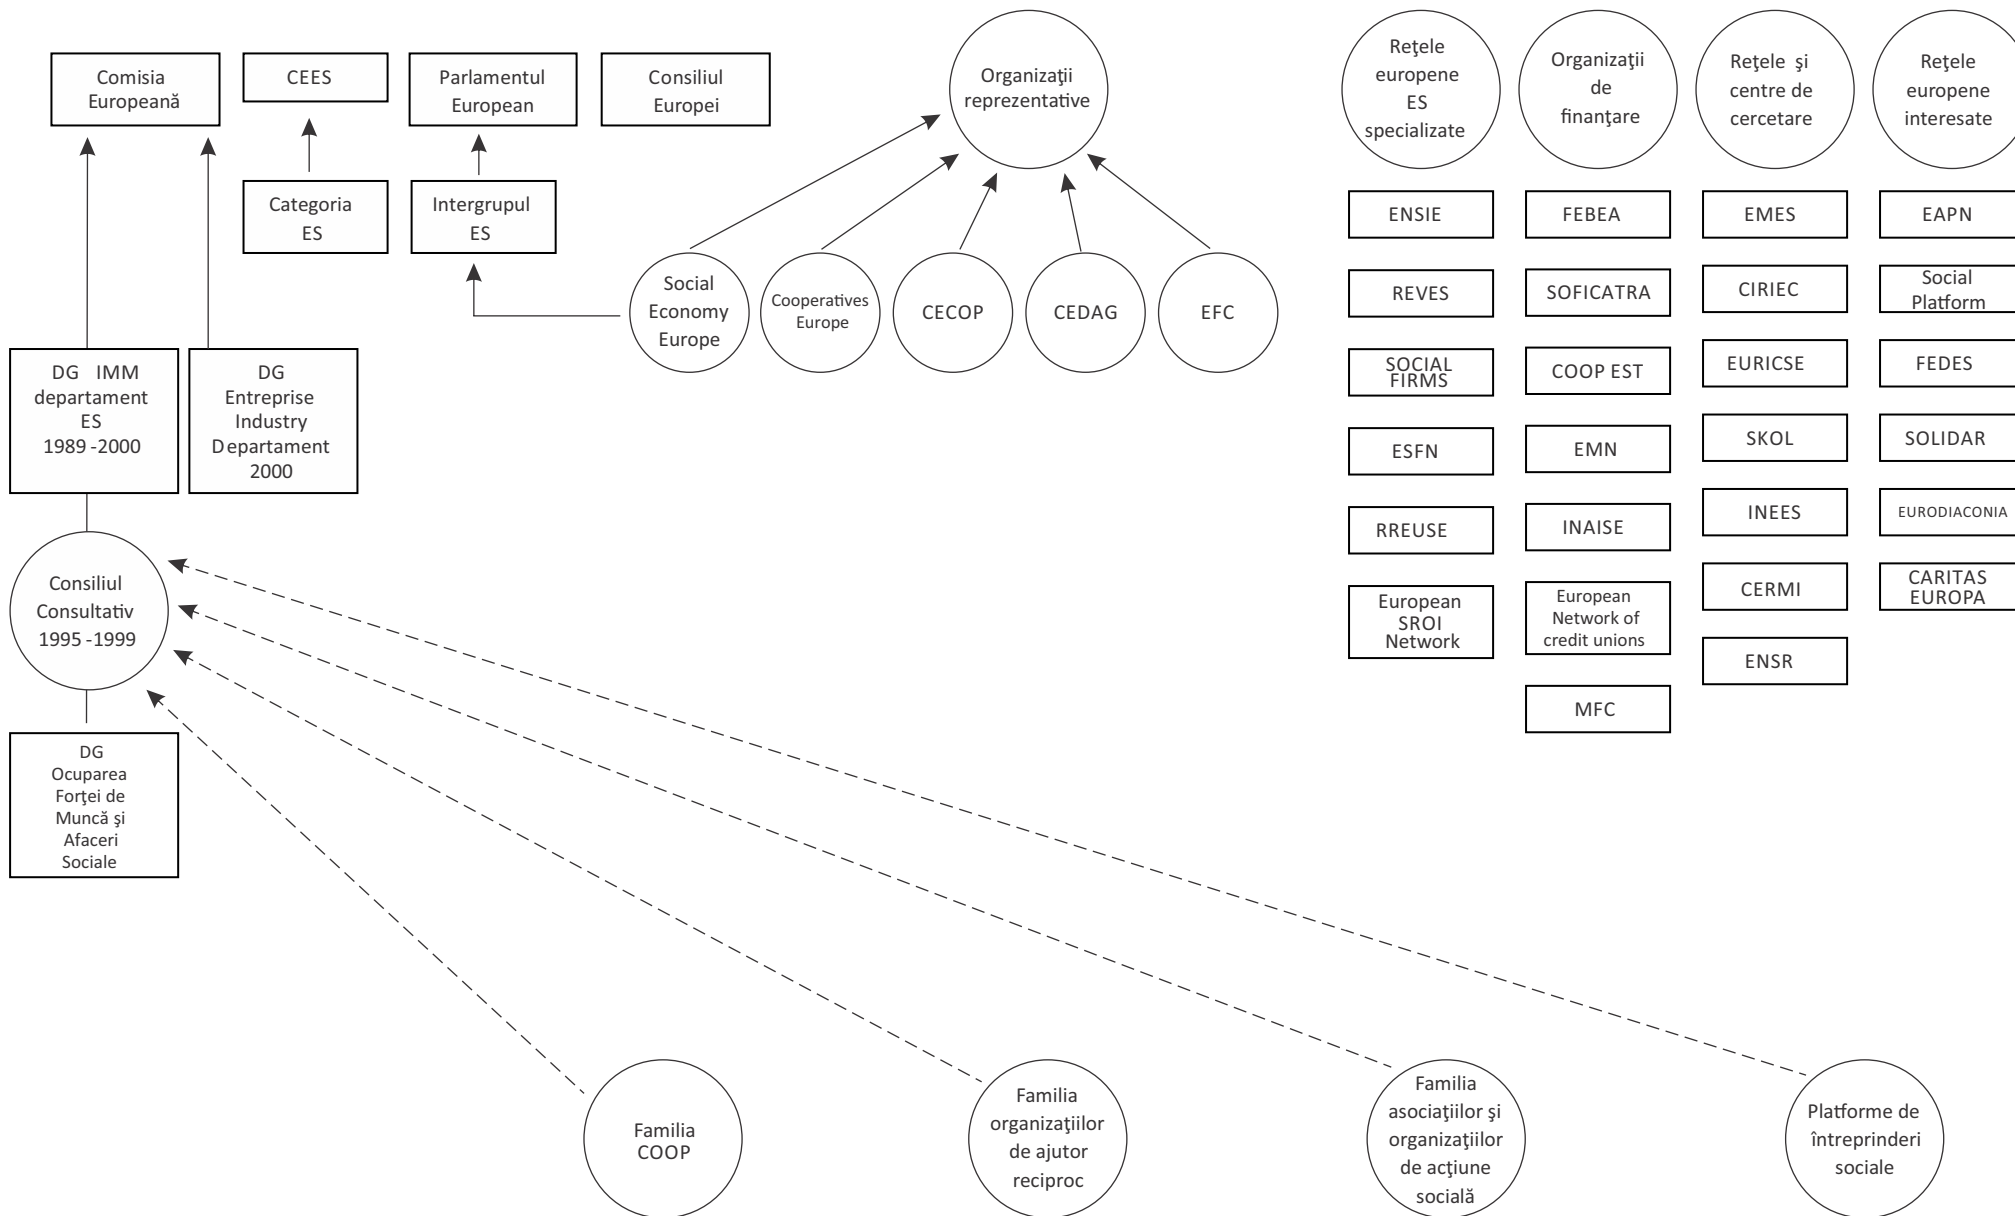 Comisia
Europeană
CEES
Parlamentul
European
Consiliul
Europei
Organizaţii
reprezentative
Reţele
europene
ES
specializate
Organizaţii
de
finanţare
Reţele şi
centre de
cercetare
Reţele
europene
interesate
Categoria
ES
Intergrupul
ES
Social
Economy
Europe
Cooperatives
Europe
CECOP
CEDAG
EFC
DG IMM
departament
ES
1989 -2000
DG
Entreprise
Industry
Departament
2000
Consiliul
Consultativ
1995 -1999
DG
Ocuparea
Forţei de
Muncă şi
Afaceri
Sociale
ENSIE
REVES
SOCIAL
FIRMS
ESFN
RREUSE
European
SROI
Network
FEBEA
SOFICATRA
COOP EST
EMN
INAISE
European
Network of
credit unions
MFC
EMES
CIRIEC
EURICSE
SKOL
INEES
CERMI
ENSR
EAPN
Social
Platform
FEDES
SOLIDAR
EURODIACONIA
CARITAS
EUROPA
Familia
COOP
Familia
organizaţiilor
de ajutor
reciproc
Familia
asociaţiilor şi
organizaţiilor
de acţiune
socială
Platforme de
întreprinderi
sociale